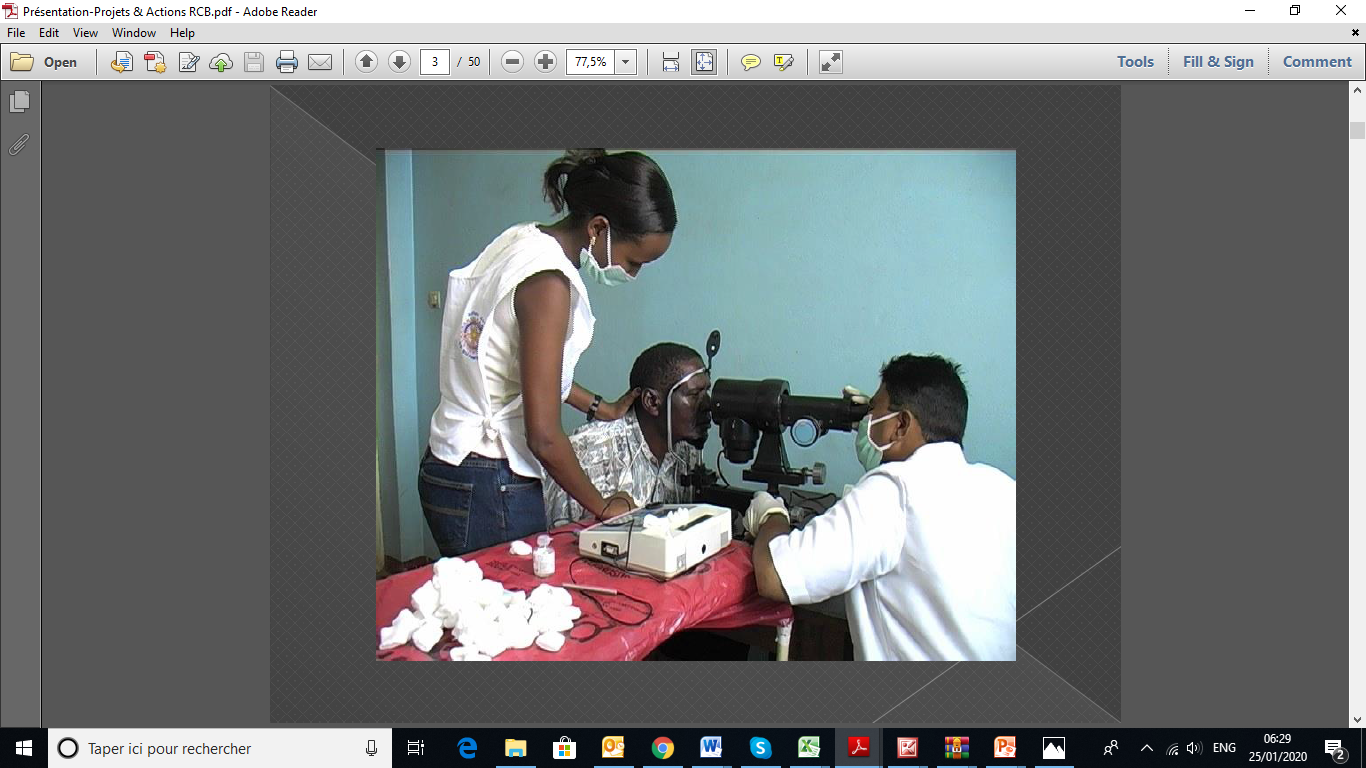 Présentation-Projets & Actions RCB.pdf - Adobe Reader
File Edit View Window Help
Open 3 / 50 77,5% Tools Fill & Sign Comment
Taper ici pour rechercher
ENG
06:29
25/01/2020
2